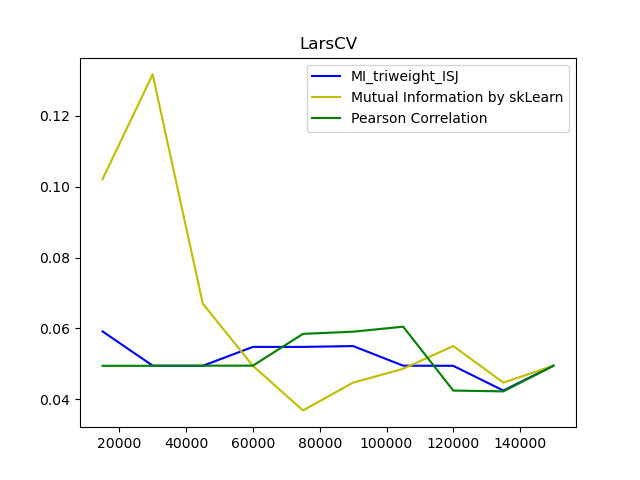 LarsCV
MI_triweight_ISJ
Mutual Information by skLearn
Pearson Correlation
0.12
0.10
0.08
0.06
0.04
20000 40000 60000 80000 100000 120000 140000